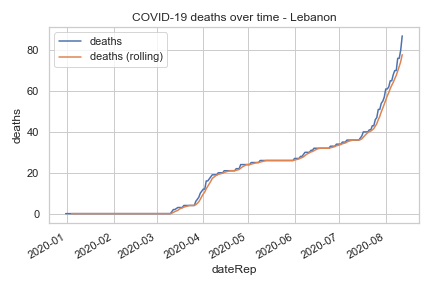 COVID-19 deaths over time - Lebanon
deaths
deaths (rolling)
80
60
40
20
0
deaths
2020-01
2020-02
2020-03
2020-04
2020-05
2020-06
2020-07
2020-08
dateRep